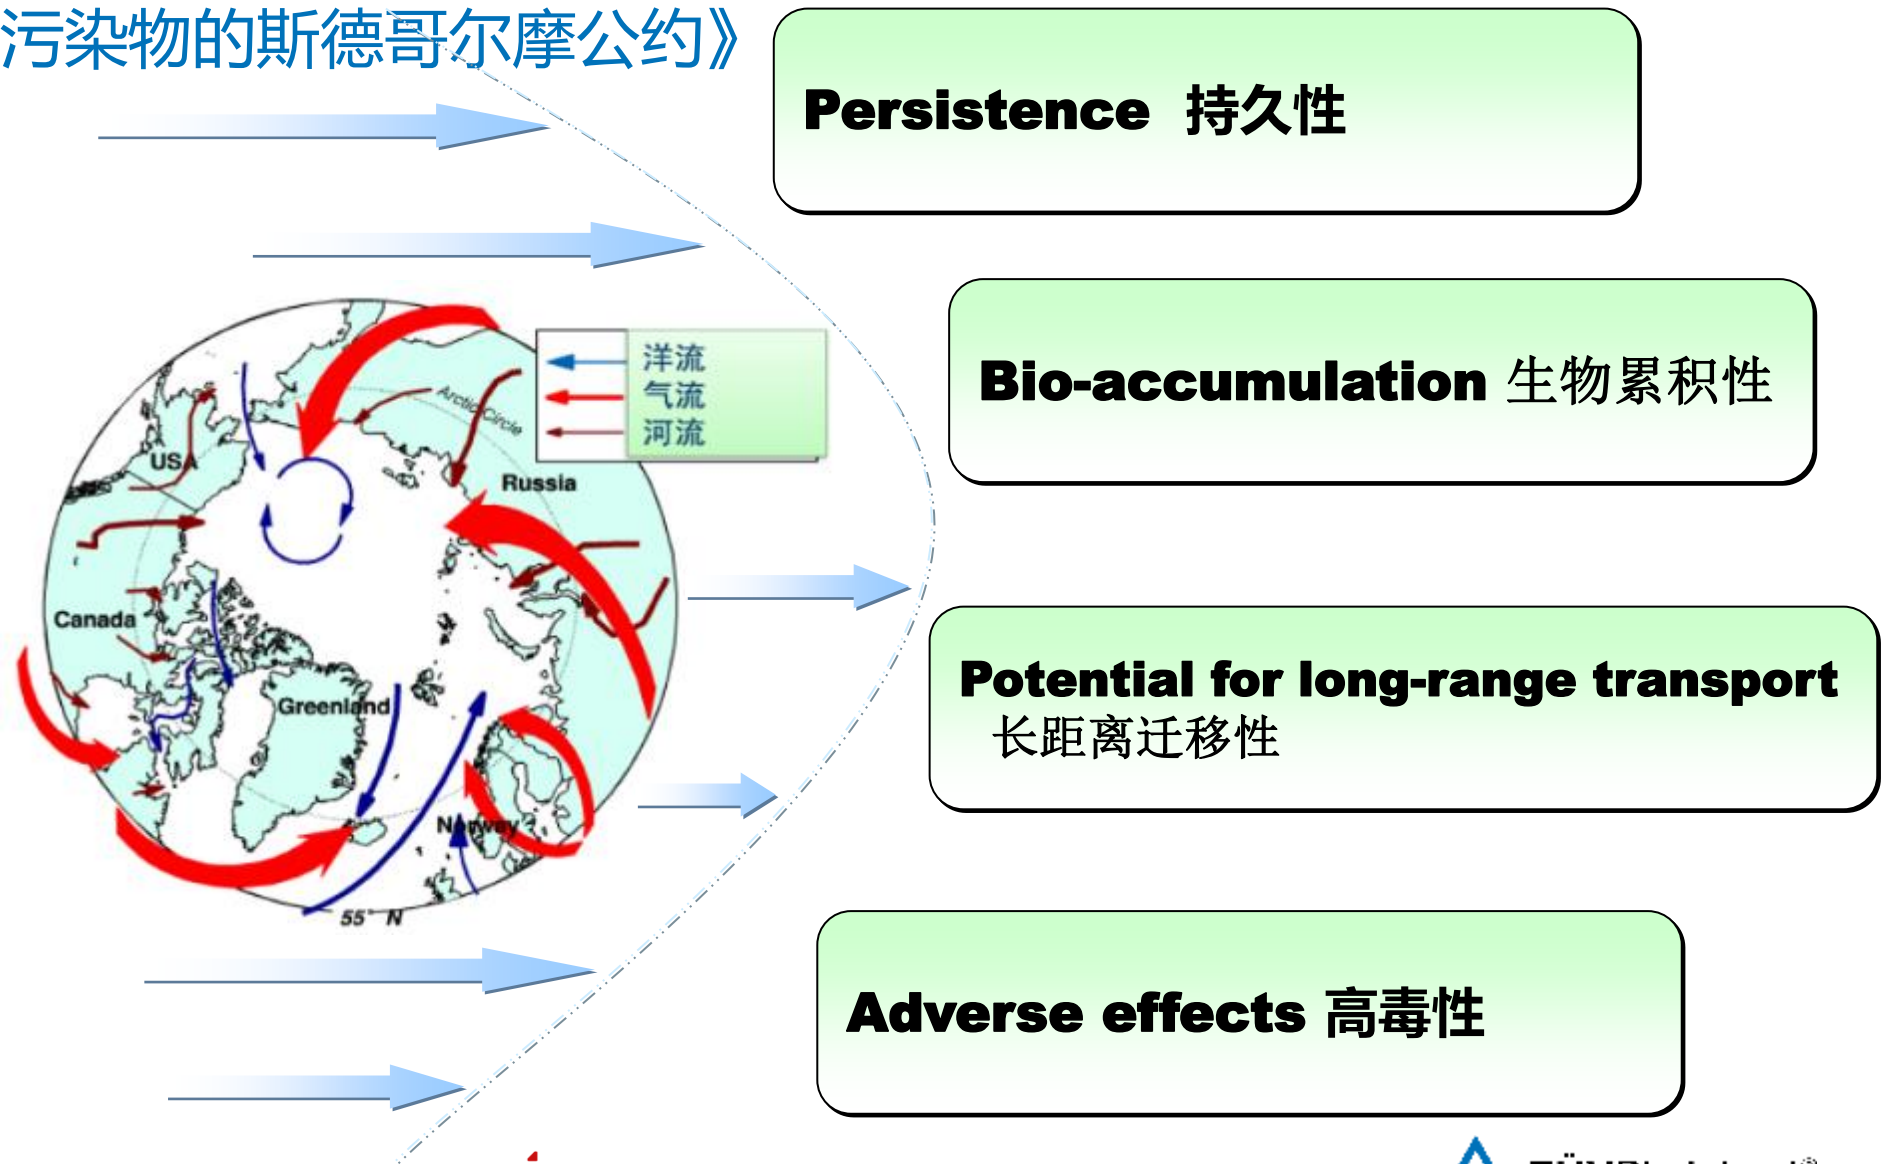 污染物的斯德哥尔摩公约》
Persistence 持久性
Bio-accumulation 生物累积性
Potential for long-range transport
长距离迁移性
Adverse effects 高毒性
洋流
气流
河流
Arctic Circle
USA
Russia
Canada
Greenland
Norway
55° N